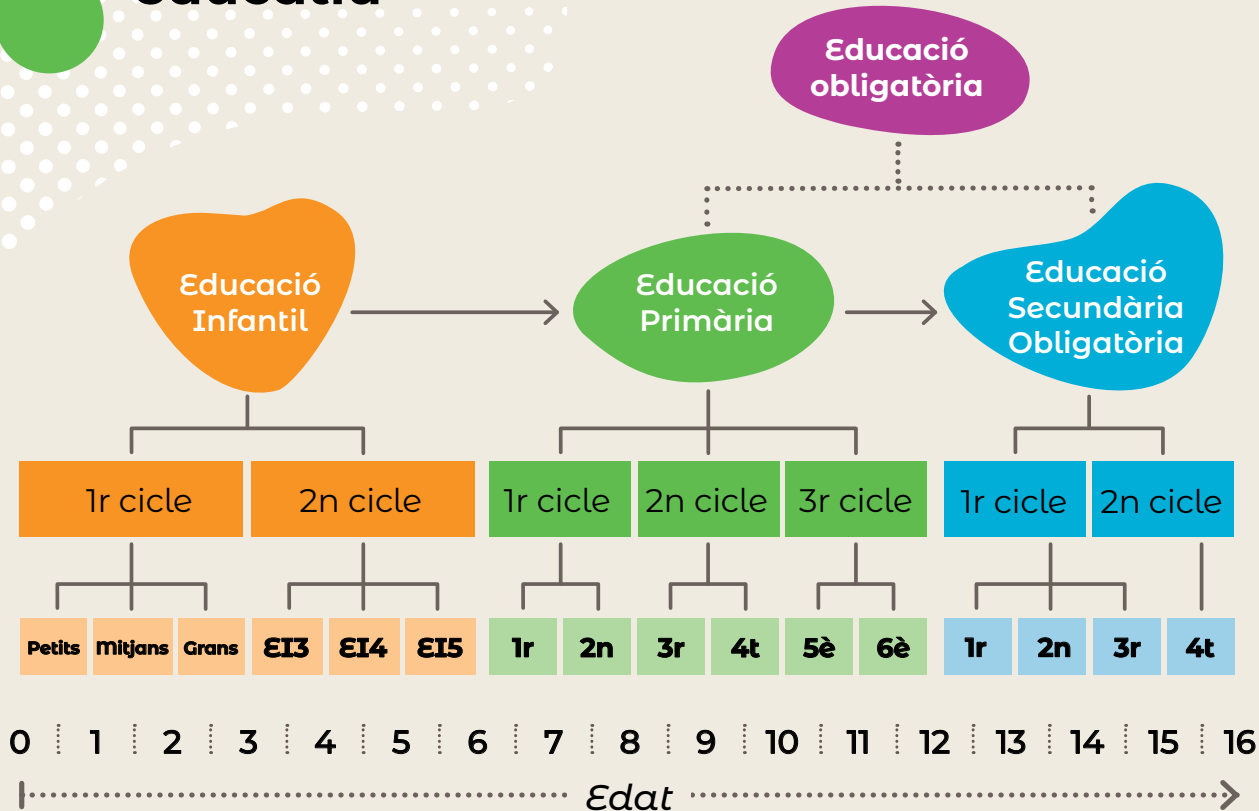 Educació
obligatòria
Educació
Infantil
Educació
Primària
Educació
Secundària
Obligatòria
1r cicle
2n cicle
1r cicle
2n cicle
3r cicle
1r cicle
2n cicle
Petits
Mitjans
Grans
EI3
EI4
EI5
1r
2n
3r
4t
5è
6è
1r
2n
3r
4t
0 1 2 3 4 5 6 7 8 9 10 11 12 13 14 15 16
Edat